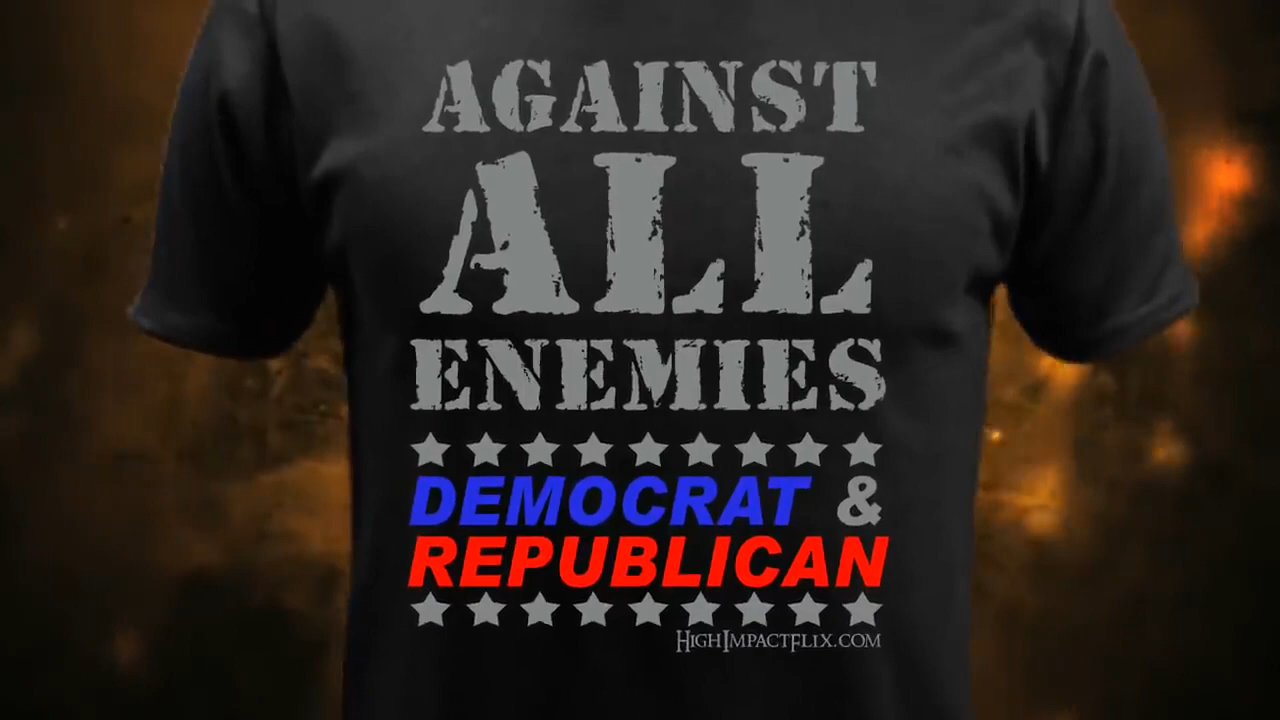 AGAINST
ALL
ENEMIES
DEMOCRAT &
REPUBLICAN
HIGHIMPACTFLIX.COM